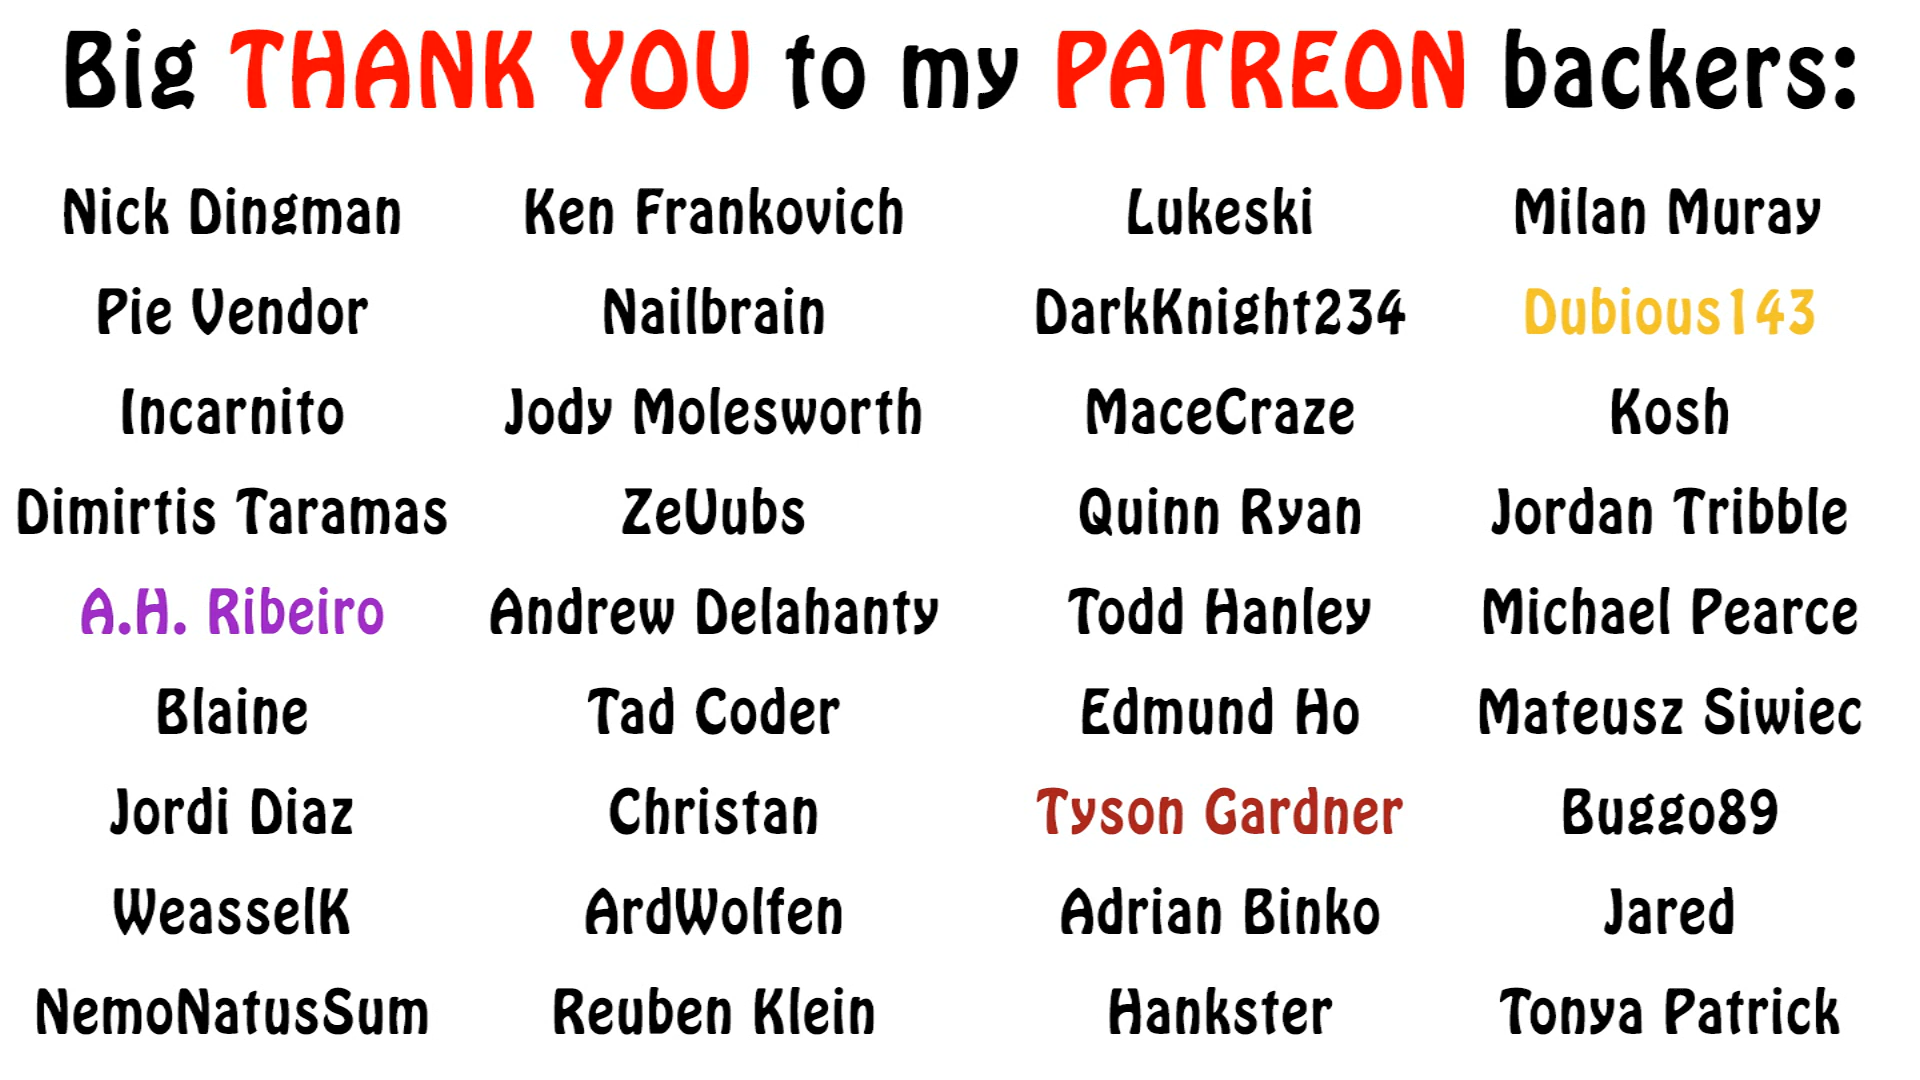 Big THANK YOU to my PATREON backers:
Nick Dingman Ken Frankovich Lukeski Milan Muray
Pie Vendor Nailbrain DarkKnight234 Dubious143
Incarnito Jody Molesworth MaceCraze Kosh
Dimirtis Taramas ZeUubs Quinn Ryan Jordan Tribble
A.H. Ribeiro Andrew Delahanty Todd Hanley Michael Pearce
Blaine Tad Coder Edmund Ho Mateusz Siwiec
Jordi Diaz Christan Tyson Gardner Buggo89
WeasselK ArdWolfen Adrian Binko Jared
NemoNatusSum Reuben Klein Hankster Tonya Patrick